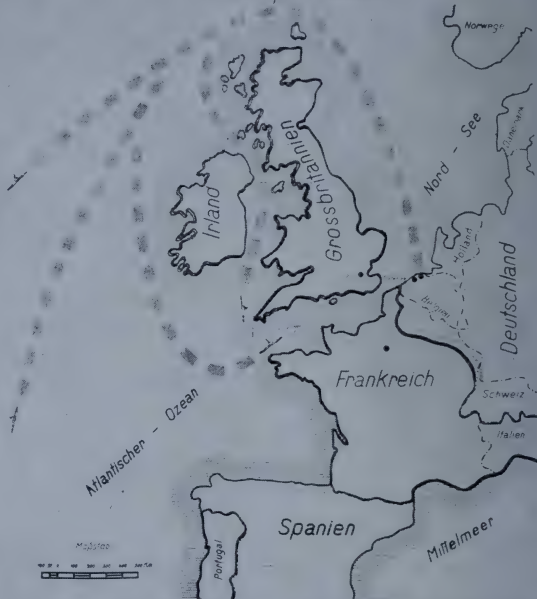 Norwegen
Nord - See
Grossbritannien
Irland
Holland
Deutschland
Belgien
Frankreich
Schweiz
Italien
Atlantischer - Ozean
Spanien
Portugal
Mittelmeer
Maßstab